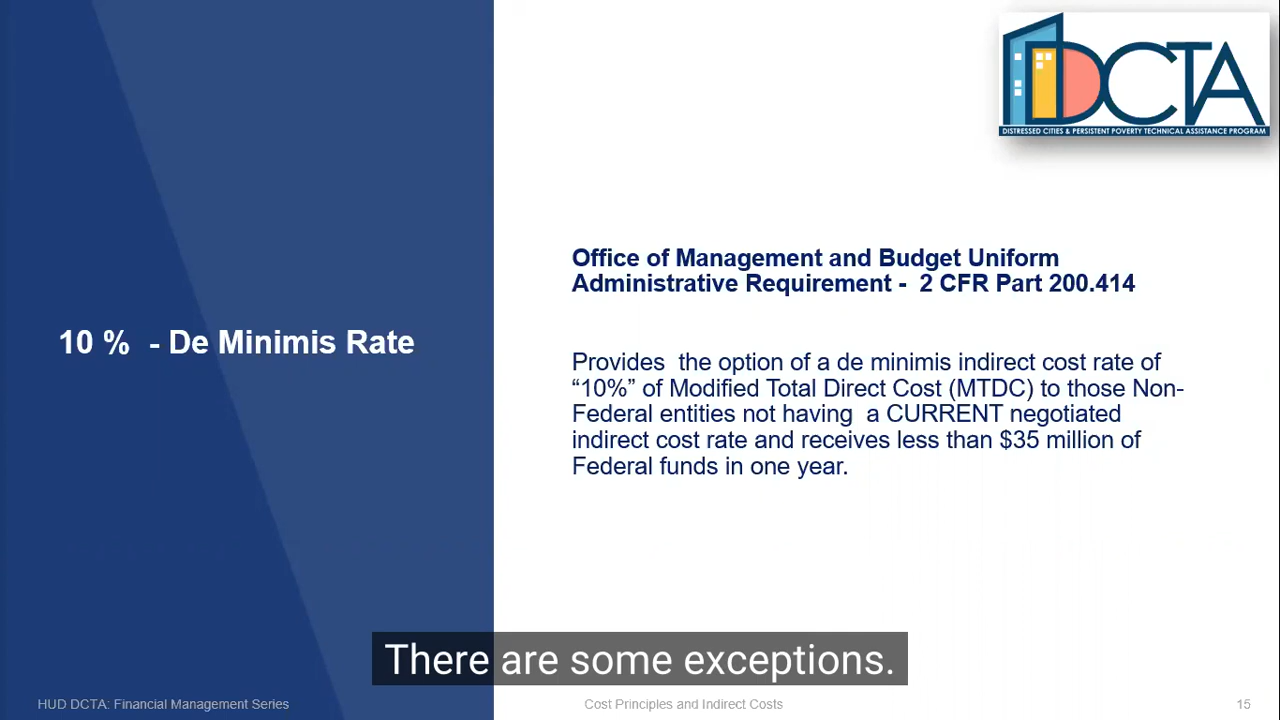 DCTA
DISTRESSED CITIES & PERSISTENT POVERTY TECHNICAL ASSISTANCE PROGRAM
10 %  - De Minimis Rate
Office of Management and Budget Uniform
Administrative Requirement -  2 CFR Part 200.414
Provides  the option of a de minimis indirect cost rate of
“10%” of Modified Total Direct Cost (MTDC) to those Non-
Federal entities not having  a CURRENT negotiated
indirect cost rate and receives less than $35 million of
Federal funds in one year.
There are some exceptions.
HUD DCTA: Financial Management Series
Cost Principles and Indirect Costs
15